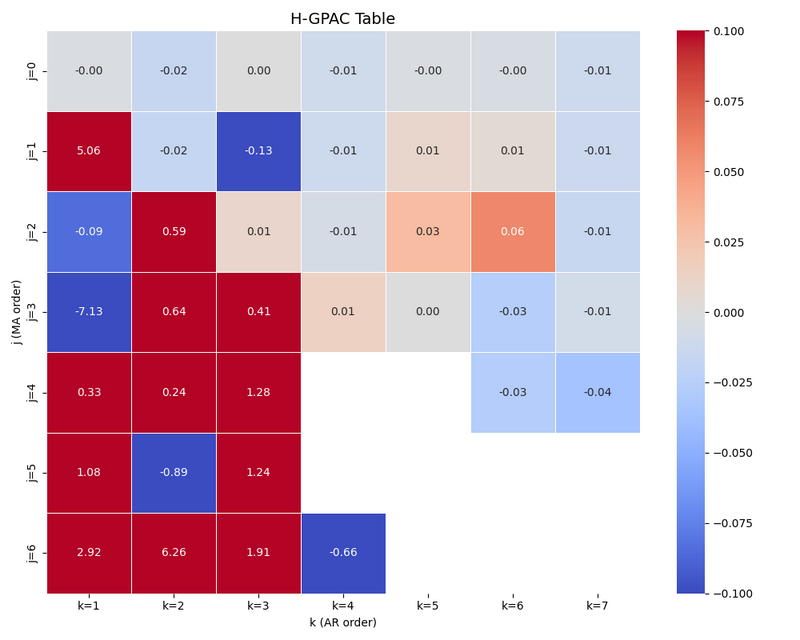 H-GPAC Table
j=0 -0.00 -0.02 0.00 -0.01 -0.00 -0.00 -0.01
j=1 5.06 -0.02 -0.13 -0.01 0.01 0.01 -0.01
j=2 -0.09 0.59 0.01 -0.01 0.03 0.06 -0.01
j=3 -7.13 0.64 0.41 0.01 0.00 -0.03 -0.01
j=4 0.33 0.24 1.28 -0.03 -0.04
j=5 1.08 -0.89 1.24
j=6 2.92 6.26 1.91 -0.66
k=1 k=2 k=3 k=4 k=5 k=6 k=7
k (AR order)
j (MA order)
0.100
0.075
0.050
0.025
0.000
−0.025
−0.050
−0.075
−0.100